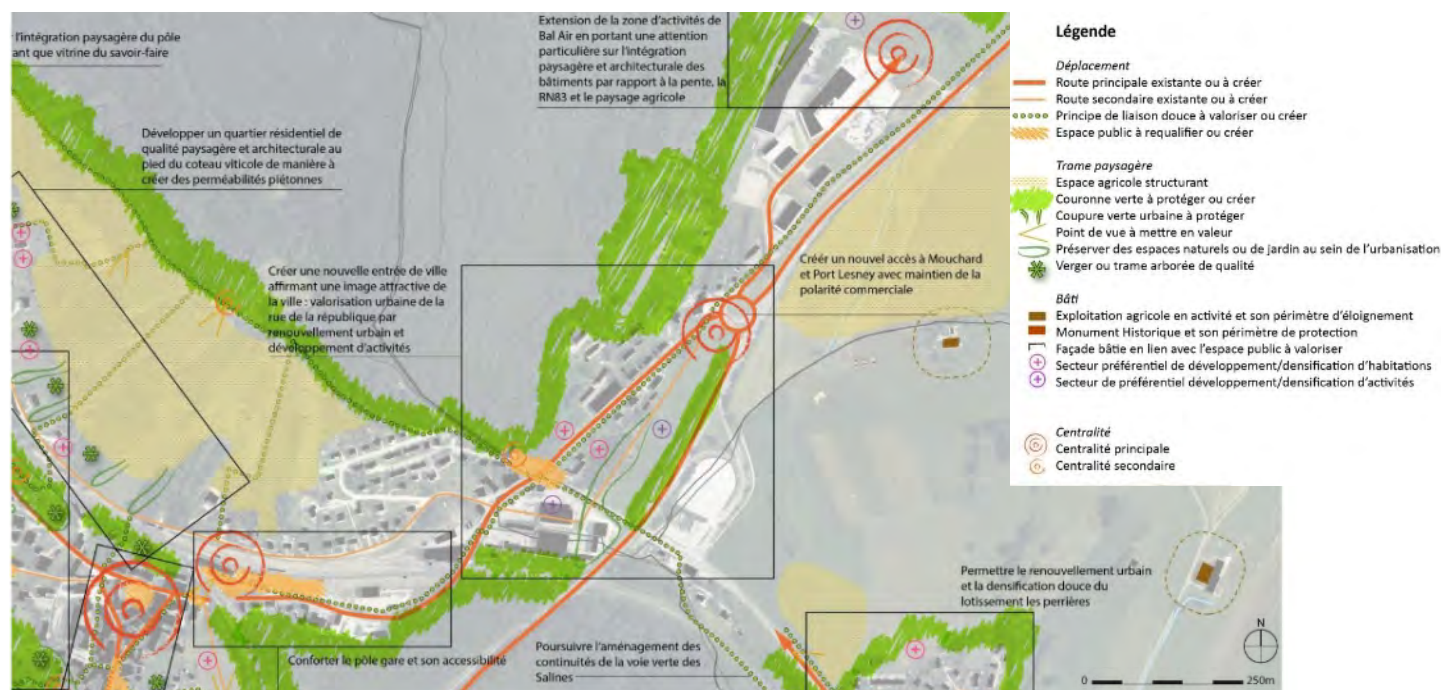 l'intégration paysagère du pôle
ant que vitrine du savoir-faire
Extension de la zone d'activités de
Bal Air en portant une attention
particulière sur l'intégration
paysagère et architecturale des
bâtiments par rapport à la pente, la
RN83 et le paysage agricole
Développer un quartier résidentiel de
qualité paysagère et architecturale au
pied du coteau viticole de manière à
créer des perméabilités piétonnes
Créer une nouvelle entrée de ville
affirmant une image attractive de
la ville : valorisation urbaine de la
rue de la république par
renouvellement urbain et
développement d'activités
Créér un nouvel accès à Mouchard
et Port Lesney avec maintien de la
polarité commerciale
Permettre le renouvellement urbain
et la densification douce du
lotissement les perrières
Conforter le pôle gare et son accessibilité
Poursuivre l'aménagement des
continuités de la voie verte des
Salines
Légende
Déplacement
Route principale existante ou à créer
Route secondaire existante ou à créer
Principe de liaison douce à valoriser ou créer
Espace public à requalifier ou créer
Trame paysagère
Espace agricole structurant
Couronne verte à protéger ou créer
Coupure verte urbaine à protéger
Point de vue à mettre en valeur
Préserver des espaces naturels ou de jardin au sein de l'urbanisation
Verger ou trame arborée de qualité
Bâti
Exploitation agricole en activité et son périmètre d'éloignement
Monument Historique et son périmètre de protection
Façade bâtie en lien avec l'espace public à valoriser
Secteur préférentiel de développement/densification d'habitations
Secteur de préférentiel développement/densification d'activités
Centralité
Centralité principale
Centralité secondaire
N
0 250m